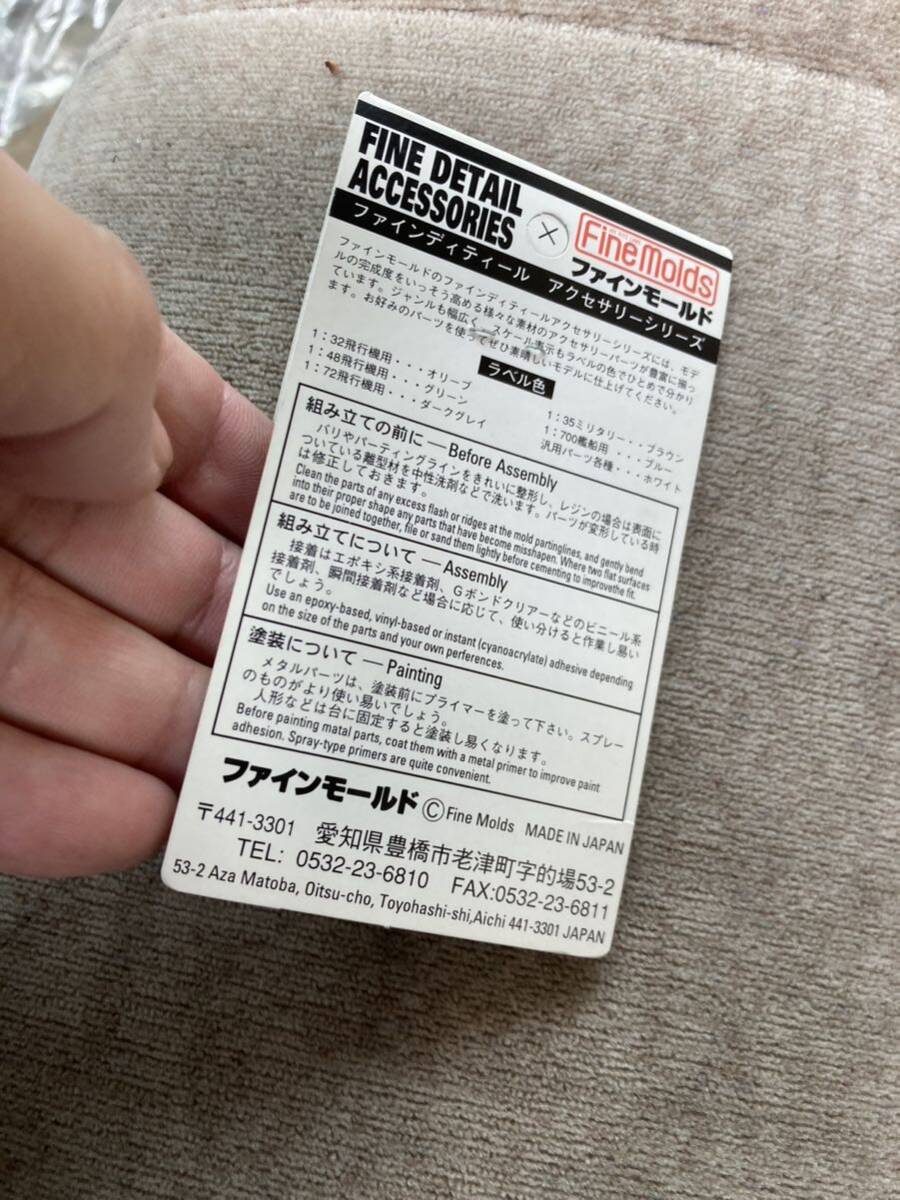 FINE DETAIL
ACCESSORIES
Fine molds
ファインモールド
ファインディティール アクセサリーシリーズ
ファインモールドのファインディティールアクセサリーシリーズには、モデ
ルの完成度をいっそう高める様々な素材のアクセサリーパーツが豊富に揃っ
ています。ジャンルも幅広く、スケール表示もラベルの色でひとめで分かり
ます。お好みのパーツを使ってぜひ素晴しいモデルに仕上げてください。
ラベル色
1:32飛行機用・・・オリーブ
1:48飛行機用・・・グリーン
1:72飛行機用・・・ダークグレイ
1:35ミリタリー・・ブラウン
1:700艦船用・・・ブルー
汎用パーツ各種・・・ホワイト
組み立ての前に—Before Assembly
バリやパーティングラインをきれいに整形し、レジンの場合は表面に
ついている離型材を中性洗剤などで洗います。パーツが変形している時
は修正しておきます。
Clean the parts of any excess flash or ridges at the mold partinglines, and gently bend
into their proper shape any parts that have become misshapen. Where two flat surfaces
are to be joined together, file or sand them lightly before cementing to improvethe fit.
組み立てについて—Assembly
接着はエポキシ系接着剤、Gボンドクリアーなどのビニール系
接着剤、瞬間接着剤など場合に応じて、使い分けると作業し易い
でしょう。
Use an epoxy-based, vinyl-based or instant (cyanoacrylate) adhesive depending
on the size of the parts and your own perferences.
塗装について—Painting
メタルパーツは、塗装前にプライマーを塗って下さい。スプレー
のものがより使い易いでしょう。
人形などは台に固定すると塗装し易くなります。
Before painting metal parts, coat them with a metal primer to improve paint
adhesion. Spray-type primers are quite convenient.
ファインモールド ©Fine Molds MADE IN JAPAN
〒441-3301 愛知県豊橋市老津町字的場53-2
TEL: 0532-23-6810 FAX:0532-23-6811
53-2 Aza Matoba, Oitsu-cho, Toyohashi-shi,Aichi 441-3301 JAPAN